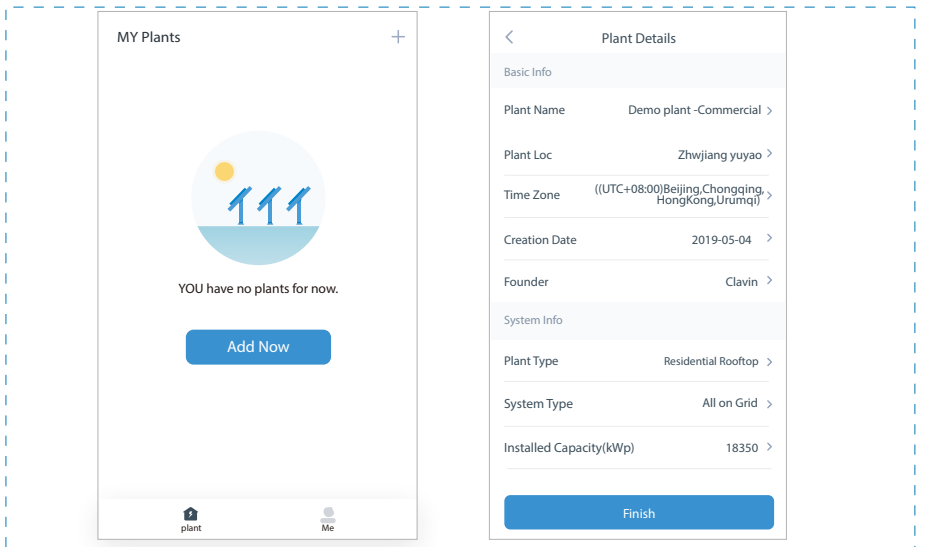 MY Plants
YOU have no plants for now.
Add Now
plant
Me
Plant Details
Basic Info
Plant Name Demo plant -Commercial
Plant Loc Zhwjiang yuyao
Time Zone ((UTC+08:00)Beijing,Chongqing,
HongKong,Urumqi)
Creation Date 2019-05-04
Founder Clavin
System Info
Plant Type Residential Rooftop
System Type All on Grid
Installed Capacity(kWp) 18350
Finish